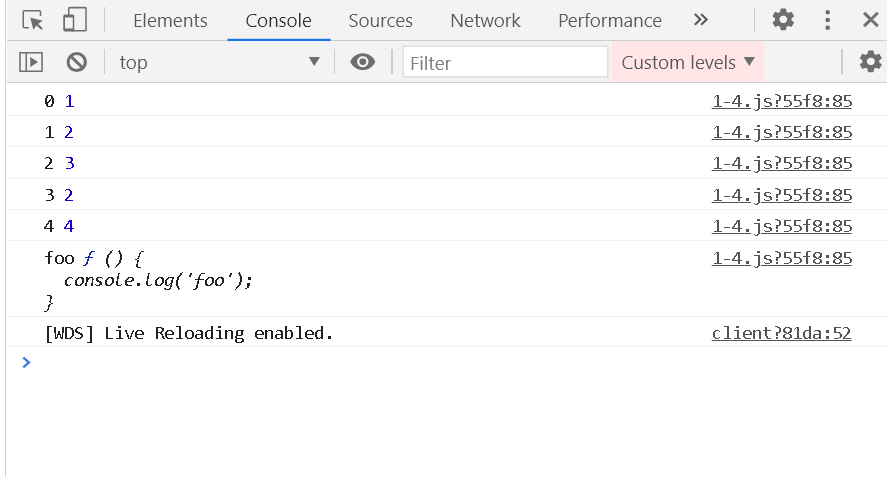 Elements Console Sources Network Performance »
top ▼ Filter Custom levels ▼
0 1 1-4.js?55f8:85
1 2 1-4.js?55f8:85
2 3 1-4.js?55f8:85
3 2 1-4.js?55f8:85
4 4 1-4.js?55f8:85
foo ƒ () { 1-4.js?55f8:85
console.log('foo');
}
[WDS] Live Reloading enabled. client?81da:52